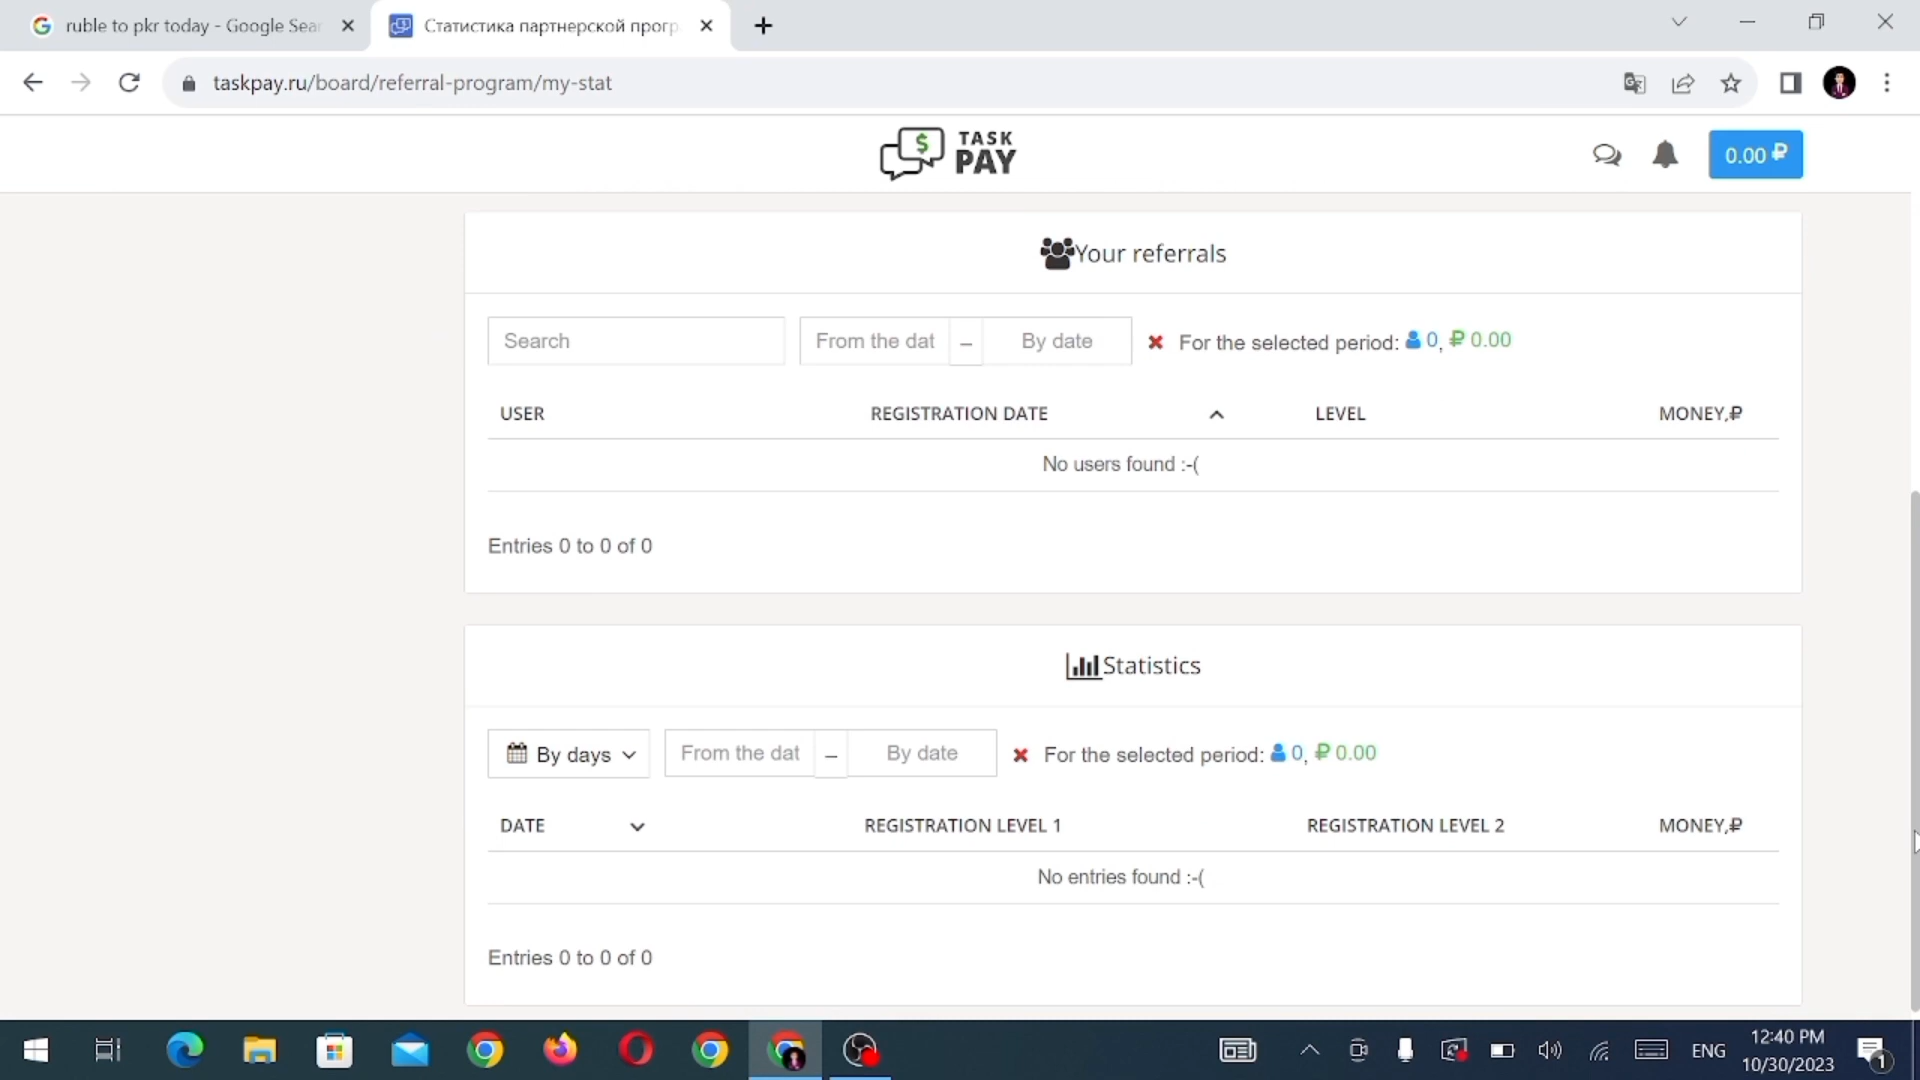 ruble to pkr today - Google Sear
Статистика партнерской прогр
taskpay.ru/board/referral-program/my-stat
$ TASK
PAY
0.00 ₽
Your referrals
Search From the dat – By date For the selected period: 0, ₽ 0.00
USER REGISTRATION DATE LEVEL MONEY,₽
No users found :-(
Entries 0 to 0 of 0
Statistics
By days From the dat – By date For the selected period: 0, ₽ 0.00
DATE REGISTRATION LEVEL 1 REGISTRATION LEVEL 2 MONEY,₽
No entries found :-(
Entries 0 to 0 of 0
ENG
12:40 PM
10/30/2023
1